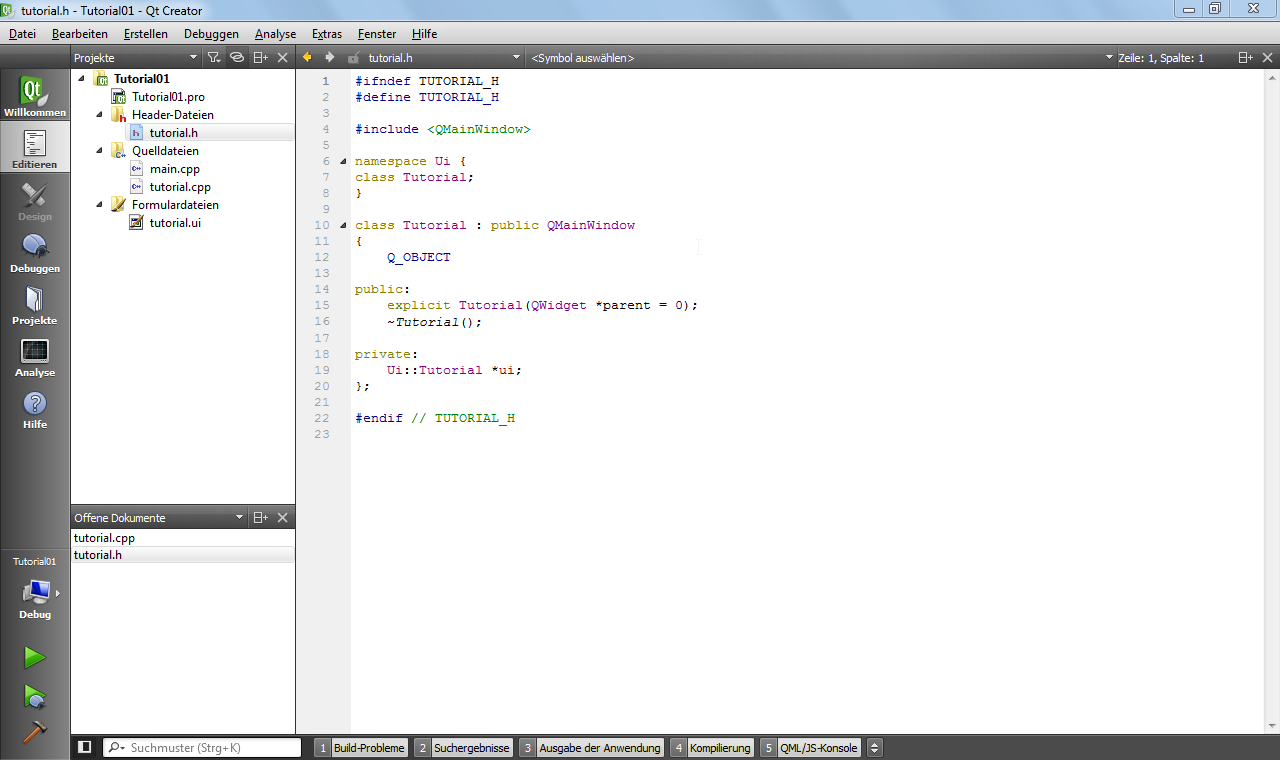 tutorial.h - Tutorial01 - Qt Creator
Datei Bearbeiten Erstellen Debuggen Analyse Extras Fenster Hilfe
Projekte
tutorial.h
<Symbol auswählen>
Zeile: 1, Spalte: 1
Qt
Willkommen
Editieren
Design
Debuggen
Projekte
Analyse
Hilfe
Tutorial01
Debug
Tutorial01
Tutorial01.pro
Header-Dateien
tutorial.h
Quelldateien
main.cpp
tutorial.cpp
Formulardateien
tutorial.ui
Offene Dokumente
tutorial.cpp
tutorial.h
1 #ifndef TUTORIAL_H
2 #define TUTORIAL_H
3
4 #include <QMainWindow>
5
6 namespace Ui {
7 class Tutorial;
8 }
9
10 class Tutorial : public QMainWindow
11 {
12     Q_OBJECT
13
14 public:
15     explicit Tutorial(QWidget *parent = 0);
16     ~Tutorial();
17
18 private:
19     Ui::Tutorial *ui;
20 };
21
22 #endif // TUTORIAL_H
23
Suchmuster (Strg+K)
1 Build-Probleme 2 Suchergebnisse 3 Ausgabe der Anwendung 4 Kompilierung 5 QML/JS-Konsole